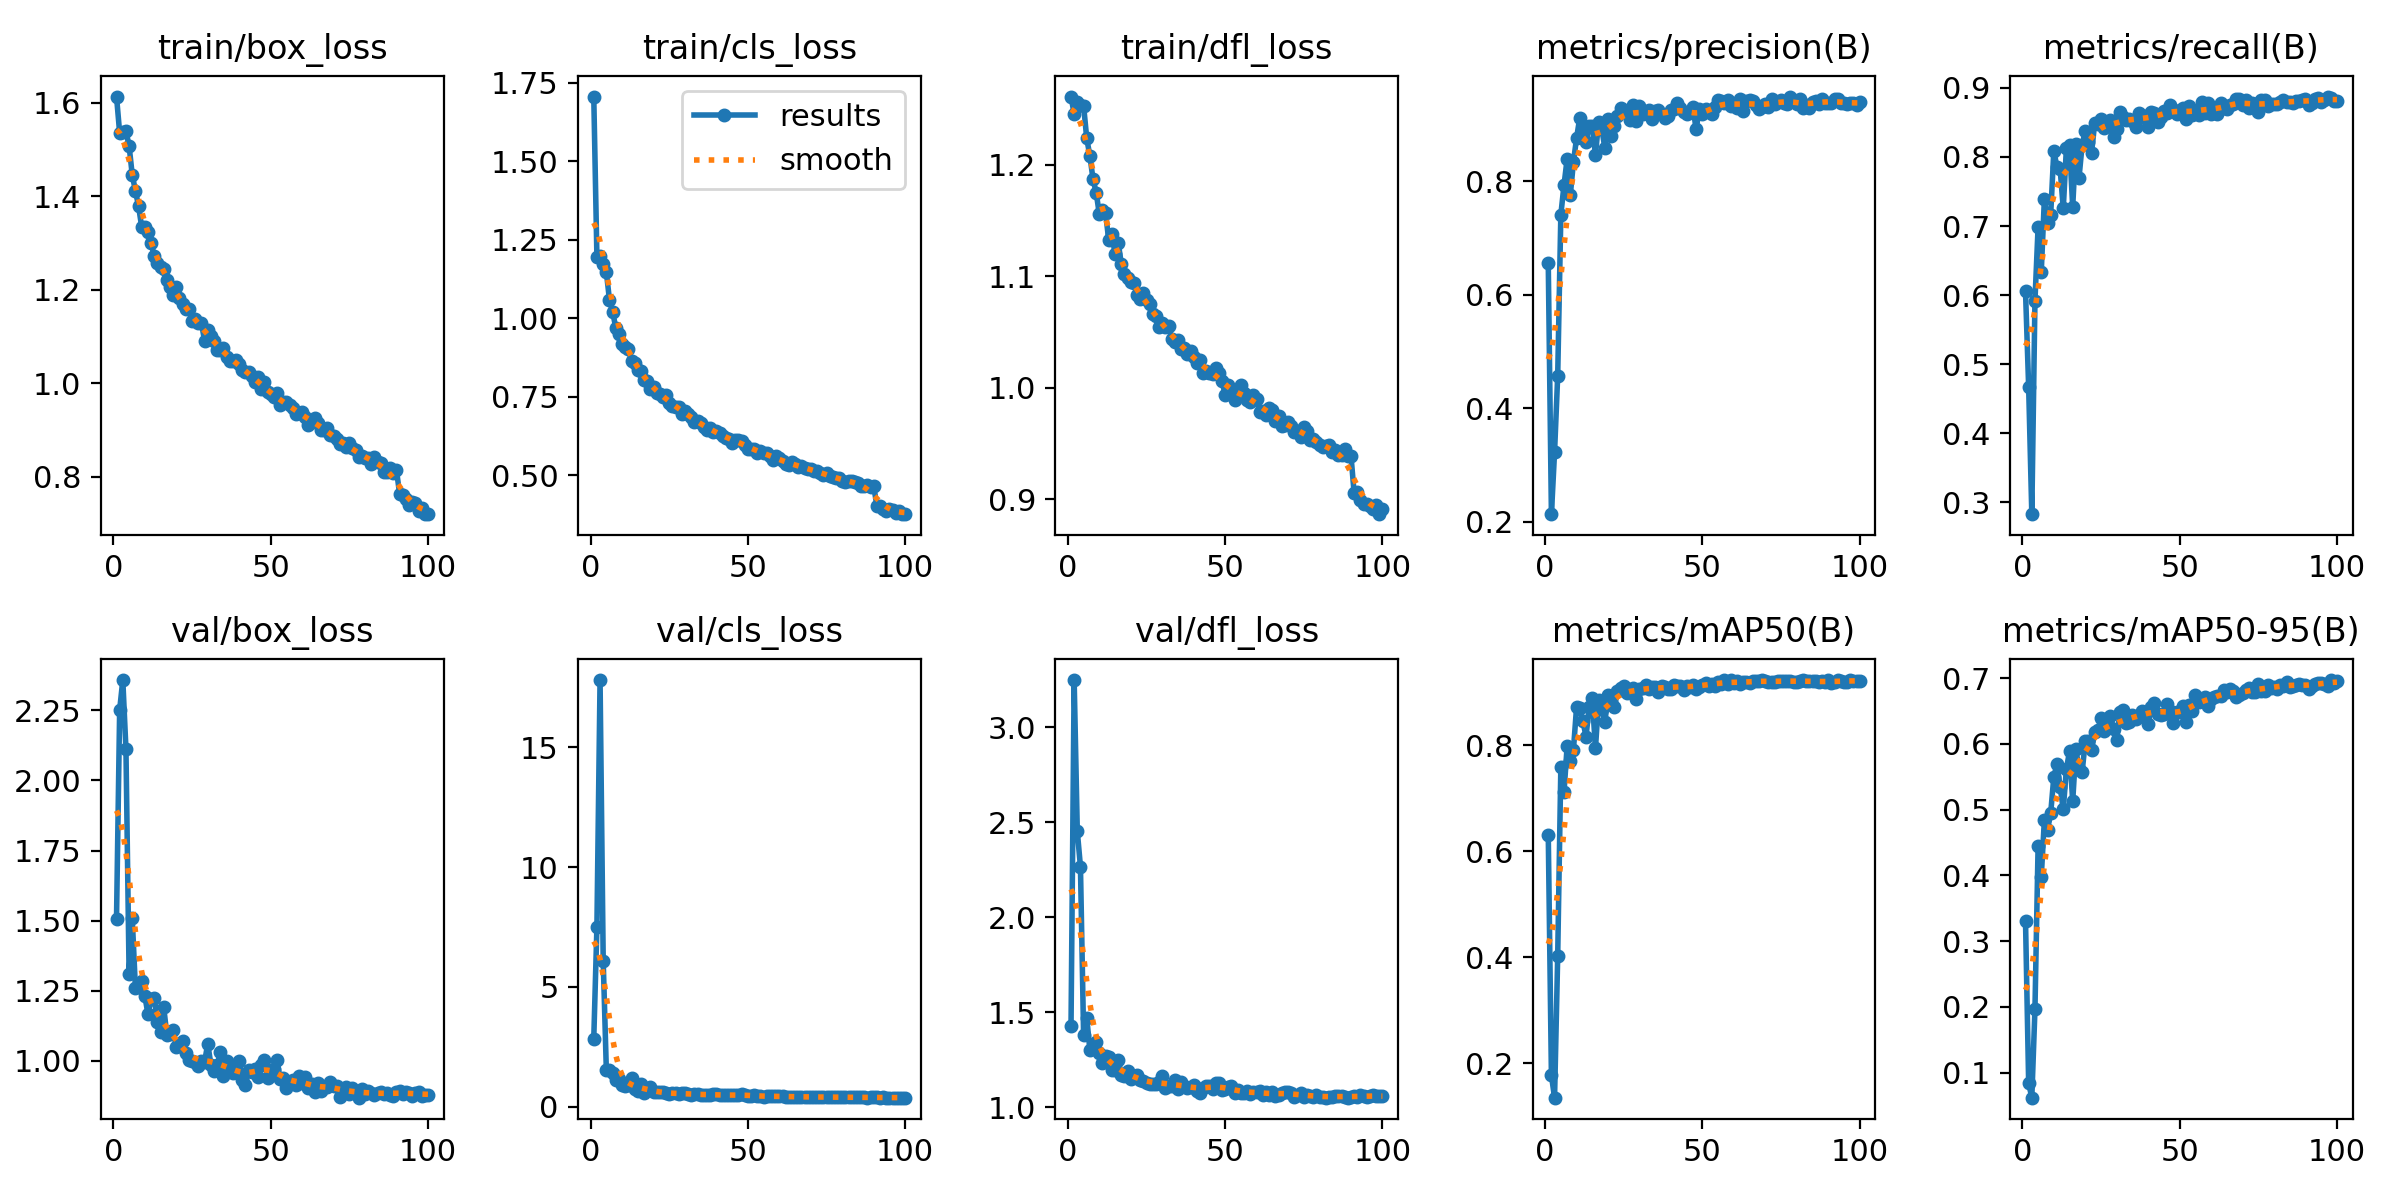 train/box_loss
1.6
1.4
1.2
1.0
0.8
0 50 100
train/cls_loss
1.75
1.50
1.25
1.00
0.75
0.50
0 50 100
results
smooth
train/dfl_loss
1.2
1.1
1.0
0.9
0 50 100
metrics/precision(B)
0.8
0.6
0.4
0.2
0 50 100
metrics/recall(B)
0.9
0.8
0.7
0.6
0.5
0.4
0.3
0 50 100
val/box_loss
2.25
2.00
1.75
1.50
1.25
1.00
0 50 100
val/cls_loss
15
10
5
0
0 50 100
val/dfl_loss
3.0
2.5
2.0
1.5
1.0
0 50 100
metrics/mAP50(B)
0.8
0.6
0.4
0.2
0 50 100
metrics/mAP50-95(B)
0.7
0.6
0.5
0.4
0.3
0.2
0.1
0 50 100